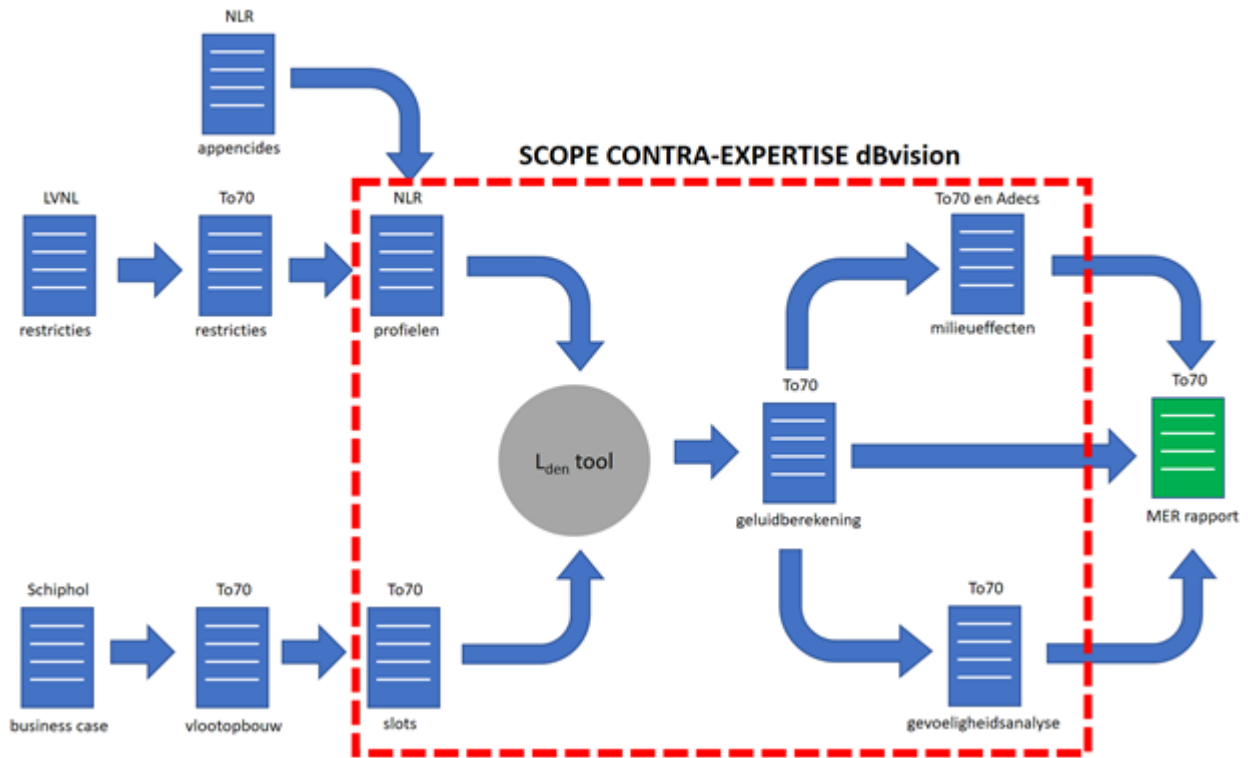 NLR
appencides
SCOPE CONTRA-EXPERTISE dBvision
LVNL
restricties
To70
restricties
NLR
profielen
To70 en Adecs
milieueffecten
Lden tool
To70
geluidberekening
To70
MER rapport
Schiphol
business case
To70
vlootopbouw
To70
slots
To70
gevoeligheidsanalyse